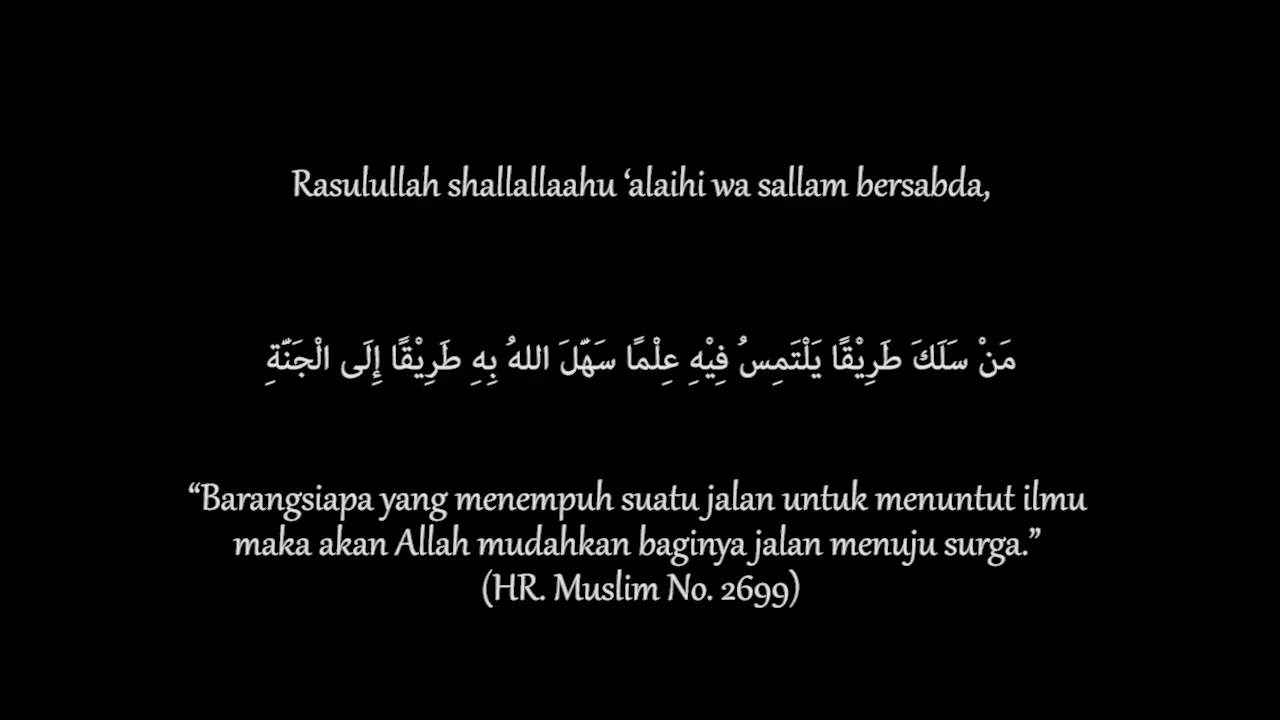 Rasulullah shallallaahu ‘alaihi wa sallam bersabda,
مَنْ سَلَكَ طَرِيْقًا يَلْتَمِسُ فِيْهِ عِلْمًا سَهَّلَ اللهُ بِهِ طَرِيْقًا إِلَى الْجَنَّةِ
“Barangsiapa yang menempuh suatu jalan untuk menuntut ilmu
maka akan Allah mudahkan baginya jalan menuju surga.”
(HR. Muslim No. 2699)